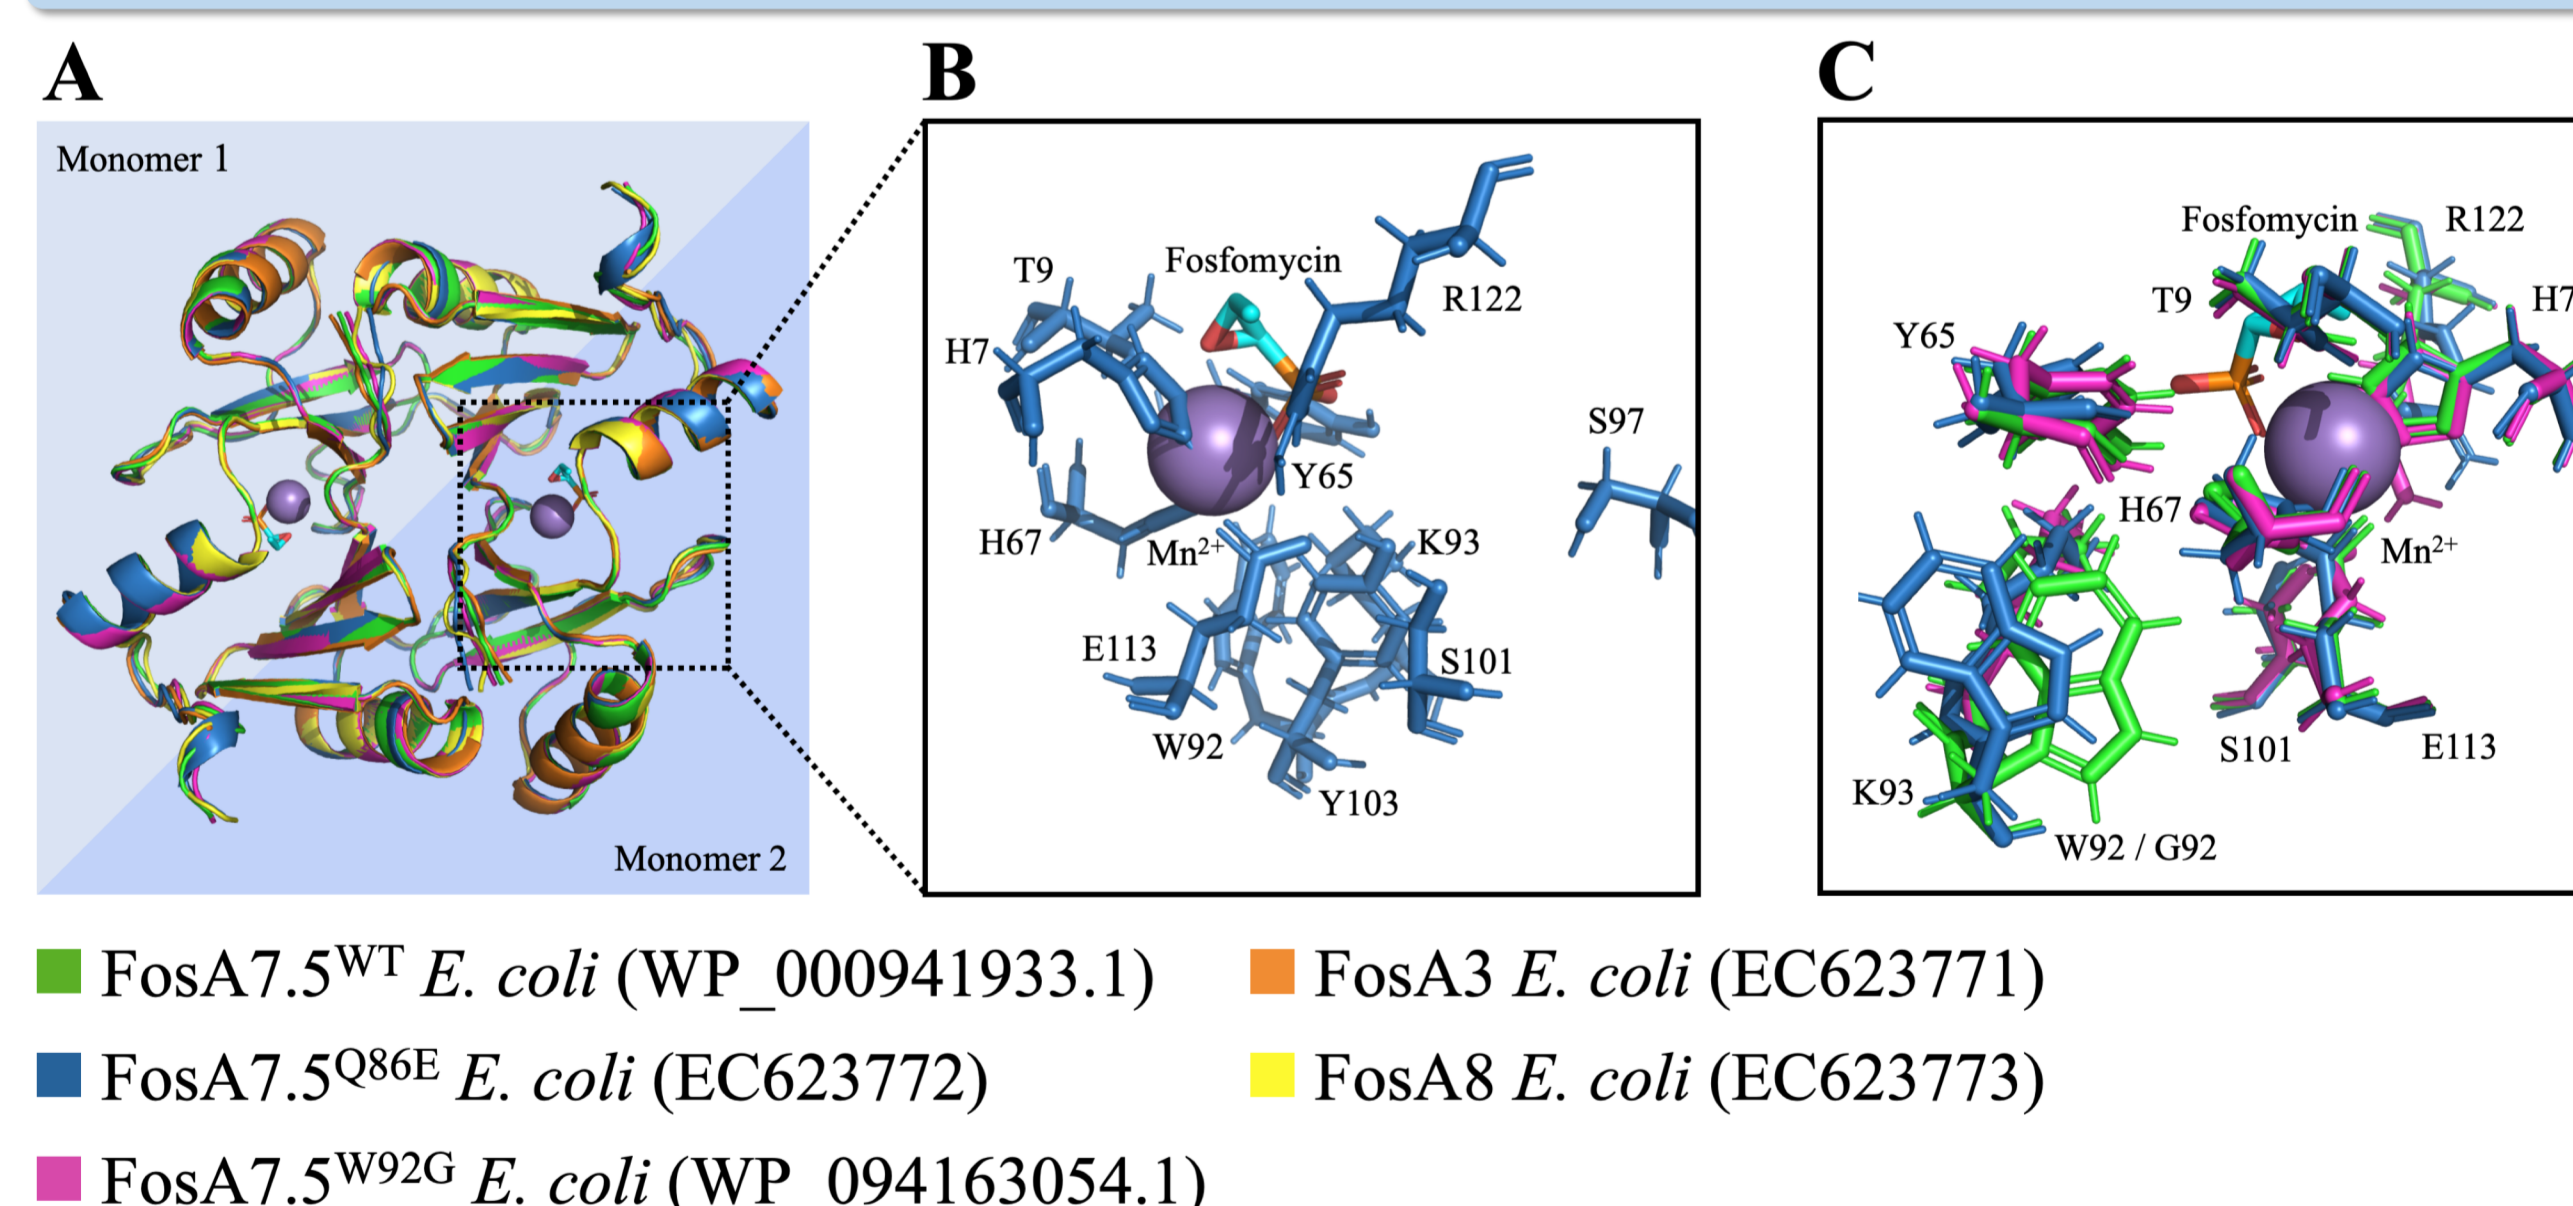 A
B
C
Monomer 1
Monomer 2
T9
Fosfomycin
R122
H7
S97
Y65
H67
Mn²⁺
K93
E113
S101
W92
Y103
Fosfomycin
R122
T9
H7
Y65
H67
Mn²⁺
S101
E113
K93
W92 / G92
FosA7.5ᵂᵀ E. coli (WP_000941933.1)
FosA3 E. coli (EC623771)
FosA7.5Q86E E. coli (EC623772)
FosA8 E. coli (EC623773)
FosA7.5W92G E. coli (WP_094163054.1)